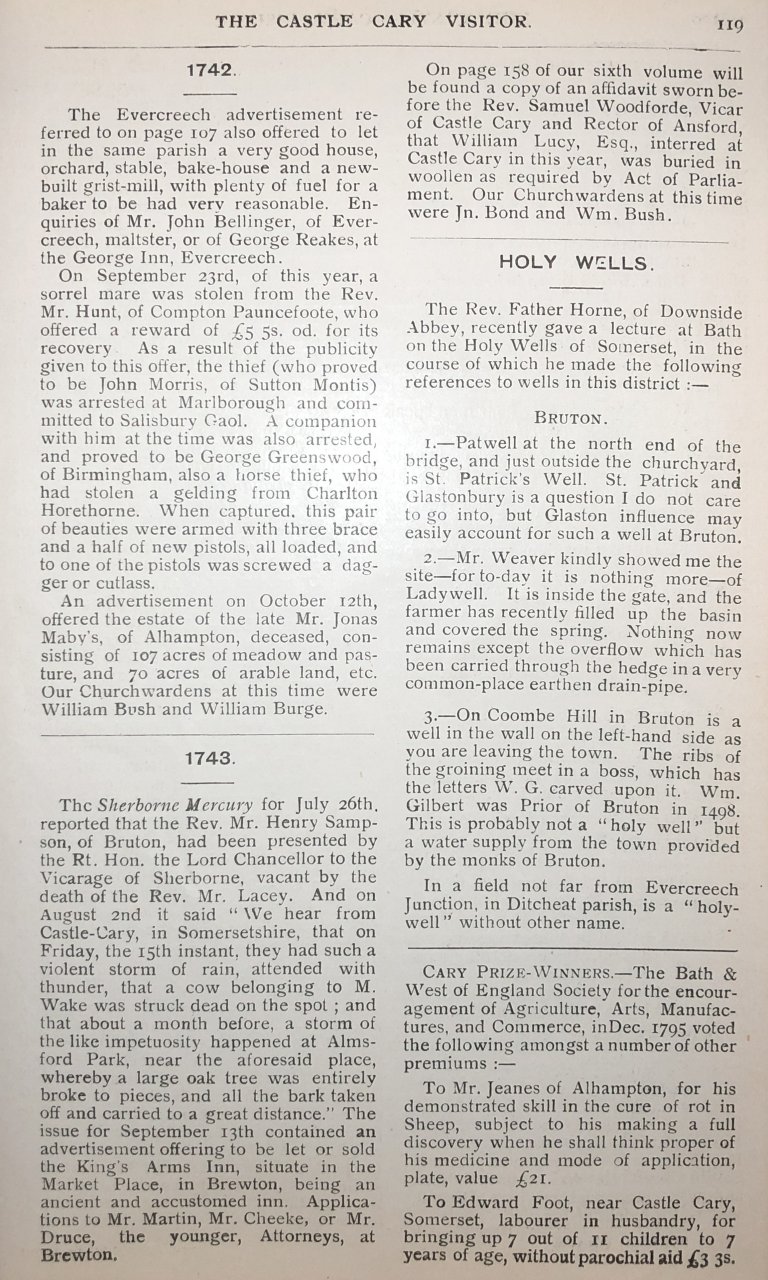 THE CASTLE CARY VISITOR.
119
1742.
The Evercreech advertisement re-
ferred to on page 107 also offered to let
in the same parish a very good house,
orchard, stable, bake-house and a new-
built grist-mill, with plenty of fuel for a
baker to be had very reasonable. En-
quiries of Mr. John Bellinger, of Ever-
creech, maltster, or of George Reakes, at
the George Inn, Evercreech.
On September 23rd, of this year, a
sorrel mare was stolen from the Rev.
Mr. Hunt, of Compton Pauncefoote, who
offered a reward of £5 5s. od. for its
recovery. As a result of the publicity
given to this offer, the thief (who proved
to be John Morris, of Sutton Montis)
was arrested at Marlborough and com-
mitted to Salisbury Gaol. A companion
with him at the time was also arrested,
and proved to be George Greenswood,
of Birmingham, also a horse thief, who
had stolen a gelding from Charlton
Horethorne. When captured, this pair
of beauties were armed with three brace
and a half of new pistols, all loaded, and
to one of the pistols was screwed a dag-
ger or cutlass.
An advertisement on October 12th,
offered the estate of the late Mr. Jonas
Maby's, of Alhampton, deceased, con-
sisting of 107 acres of meadow and pas-
ture, and 70 acres of arable land, etc.
Our Churchwardens at this time were
William Bush and William Burge.
1743.
The Sherborne Mercury for July 26th,
reported that the Rev. Mr. Henry Samp-
son, of Bruton, had been presented by
the Rt. Hon. the Lord Chancellor to the
Vicarage of Sherborne, vacant by the
death of the Rev. Mr. Lacey. And on
August 2nd it said "We hear from
Castle-Cary, in Somersetshire, that on
Friday, the 15th instant, they had such a
violent storm of rain, attended with
thunder, that a cow belonging to M.
Wake was struck dead on the spot ; and
that about a month before, a storm of
the like impetuosity happened at Alms-
ford Park, near the aforesaid place,
whereby a large oak tree was entirely
broke to pieces, and all the bark taken
off and carried to a great distance." The
issue for September 13th contained an
advertisement offering to be let or sold
the King's Arms Inn, situate in the
Market Place, in Brewton, being an
ancient and accustomed inn. Applica-
tions to Mr. Martin, Mr. Cheeke, or Mr.
Druce, the younger, Attorneys, at
Brewton.
On page 158 of our sixth volume will
be found a copy of an affidavit sworn be-
fore the Rev. Samuel Woodforde, Vicar
of Castle Cary and Rector of Ansford,
that William Lucy, Esq., interred at
Castle Cary in this year, was buried in
woollen as required by Act of Parlia-
ment. Our Churchwardens at this time
were Jn. Bond and Wm. Bush.
HOLY WELLS.
The Rev. Father Horne, of Downside
Abbey, recently gave a lecture at Bath
on the Holy Wells of Somerset, in the
course of which he made the following
references to wells in this district :—
BRUTON.
1.—Patwell at the north end of the
bridge, and just outside the churchyard,
is St. Patrick's Well. St. Patrick and
Glastonbury is a question I do not care
to go into, but Glaston influence may
easily account for such a well at Bruton.
2.—Mr. Weaver kindly showed me the
site—for to-day it is nothing more—of
Ladywell. It is inside the gate, and the
farmer has recently filled up the basin
and covered the spring. Nothing now
remains except the overflow which has
been carried through the hedge in a very
common-place earthen drain-pipe.
3.—On Coombe Hill in Bruton is a
well in the wall on the left-hand side as
you are leaving the town. The ribs of
the groining meet in a boss, which has
the letters W. G. carved upon it. Wm.
Gilbert was Prior of Bruton in 1498.
This is probably not a "holy well" but
a water supply from the town provided
by the monks of Bruton.
In a field not far from Evercreech
Junction, in Ditcheat parish, is a "holy-
well" without other name.
CARY PRIZE-WINNERS.—The Bath &
West of England Society for the encour-
agement of Agriculture, Arts, Manufac-
tures, and Commerce, in Dec. 1795 voted
the following amongst a number of other
premiums :—
To Mr. Jeanes of Alhampton, for his
demonstrated skill in the cure of rot in
Sheep, subject to his making a full
discovery when he shall think proper of
his medicine and mode of application,
plate, value £21.
To Edward Foot, near Castle Cary,
Somerset, labourer in husbandry, for
bringing up 7 out of 11 children to 7
years of age, without parochial aid £3 3s.